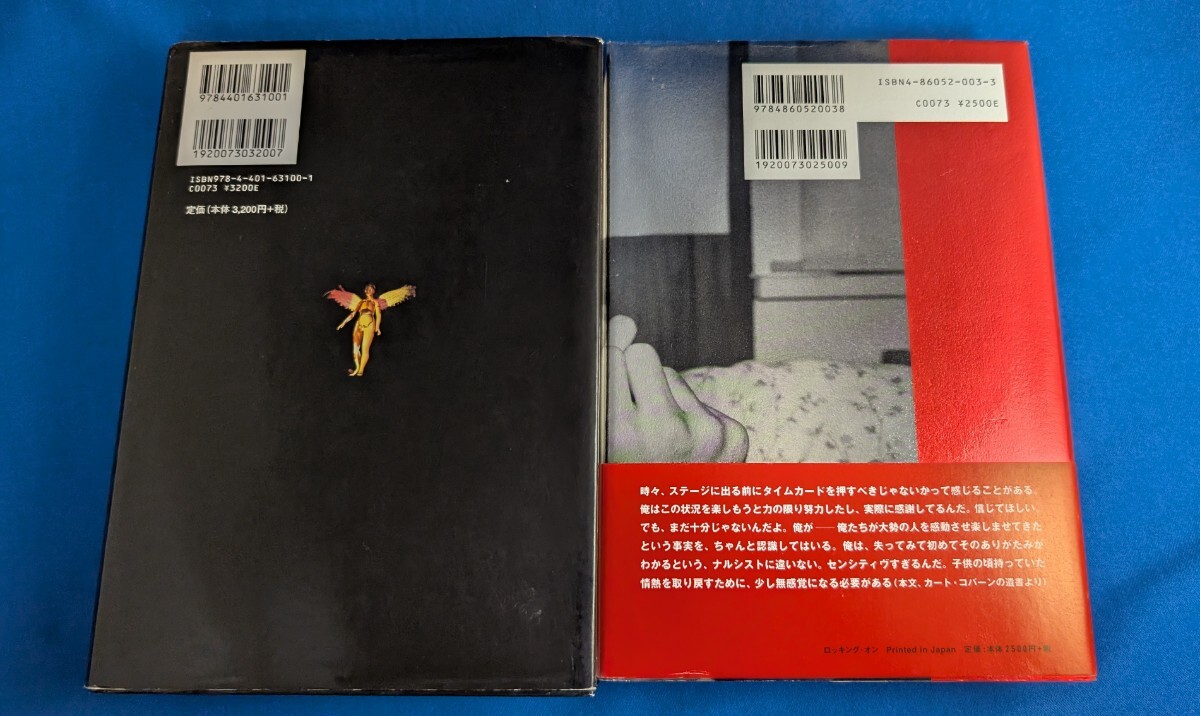 9784401631001
1920073032007
ISBN978-4-401-63100-1
C0073 ¥3200E
定価(本体3,200円+税)
ISBN4-86052-003-3
C0073 ¥2500E
9784860520038
1920073025009
時々、ステージに出る前にタイムカードを押すべきじゃないかって感じることがある。
俺はこの状況を楽しもうと力の限り努力したし、実際に感謝してるんだ。信じてほしい、
でも、まだ十分じゃないんだよ。俺が──俺たちが大勢の人を感動させ楽しませてきた
という事実を、ちゃんと認識してはいる。俺は、失ってみて初めてそのありがたみが
わかるという、ナルシストに違いない。センシティヴすぎるんだ。子供の頃持っていた
情熱を取り戻すために、少し無感覚になる必要がある(本文、カート・コバーンの遺書より)
ロッキング・オン Printed in Japan 定価:本体2500円+税